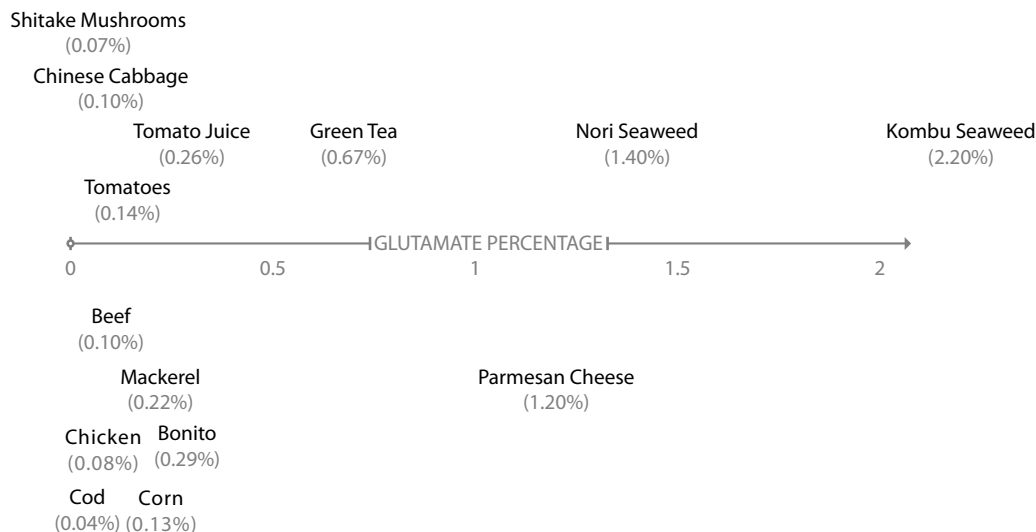 Shitake Mushrooms
(0.07%)
Chinese Cabbage
(0.10%)
Tomato Juice
(0.26%)
Green Tea
(0.67%)
Nori Seaweed
(1.40%)
Kombu Seaweed
(2.20%)
Tomatoes
(0.14%)
GLUTAMATE PERCENTAGE
0 0.5 1 1.5 2
Beef
(0.10%)
Mackerel
(0.22%)
Parmesan Cheese
(1.20%)
Chicken
(0.08%)
Bonito
(0.29%)
Cod
(0.04%)
Corn
(0.13%)